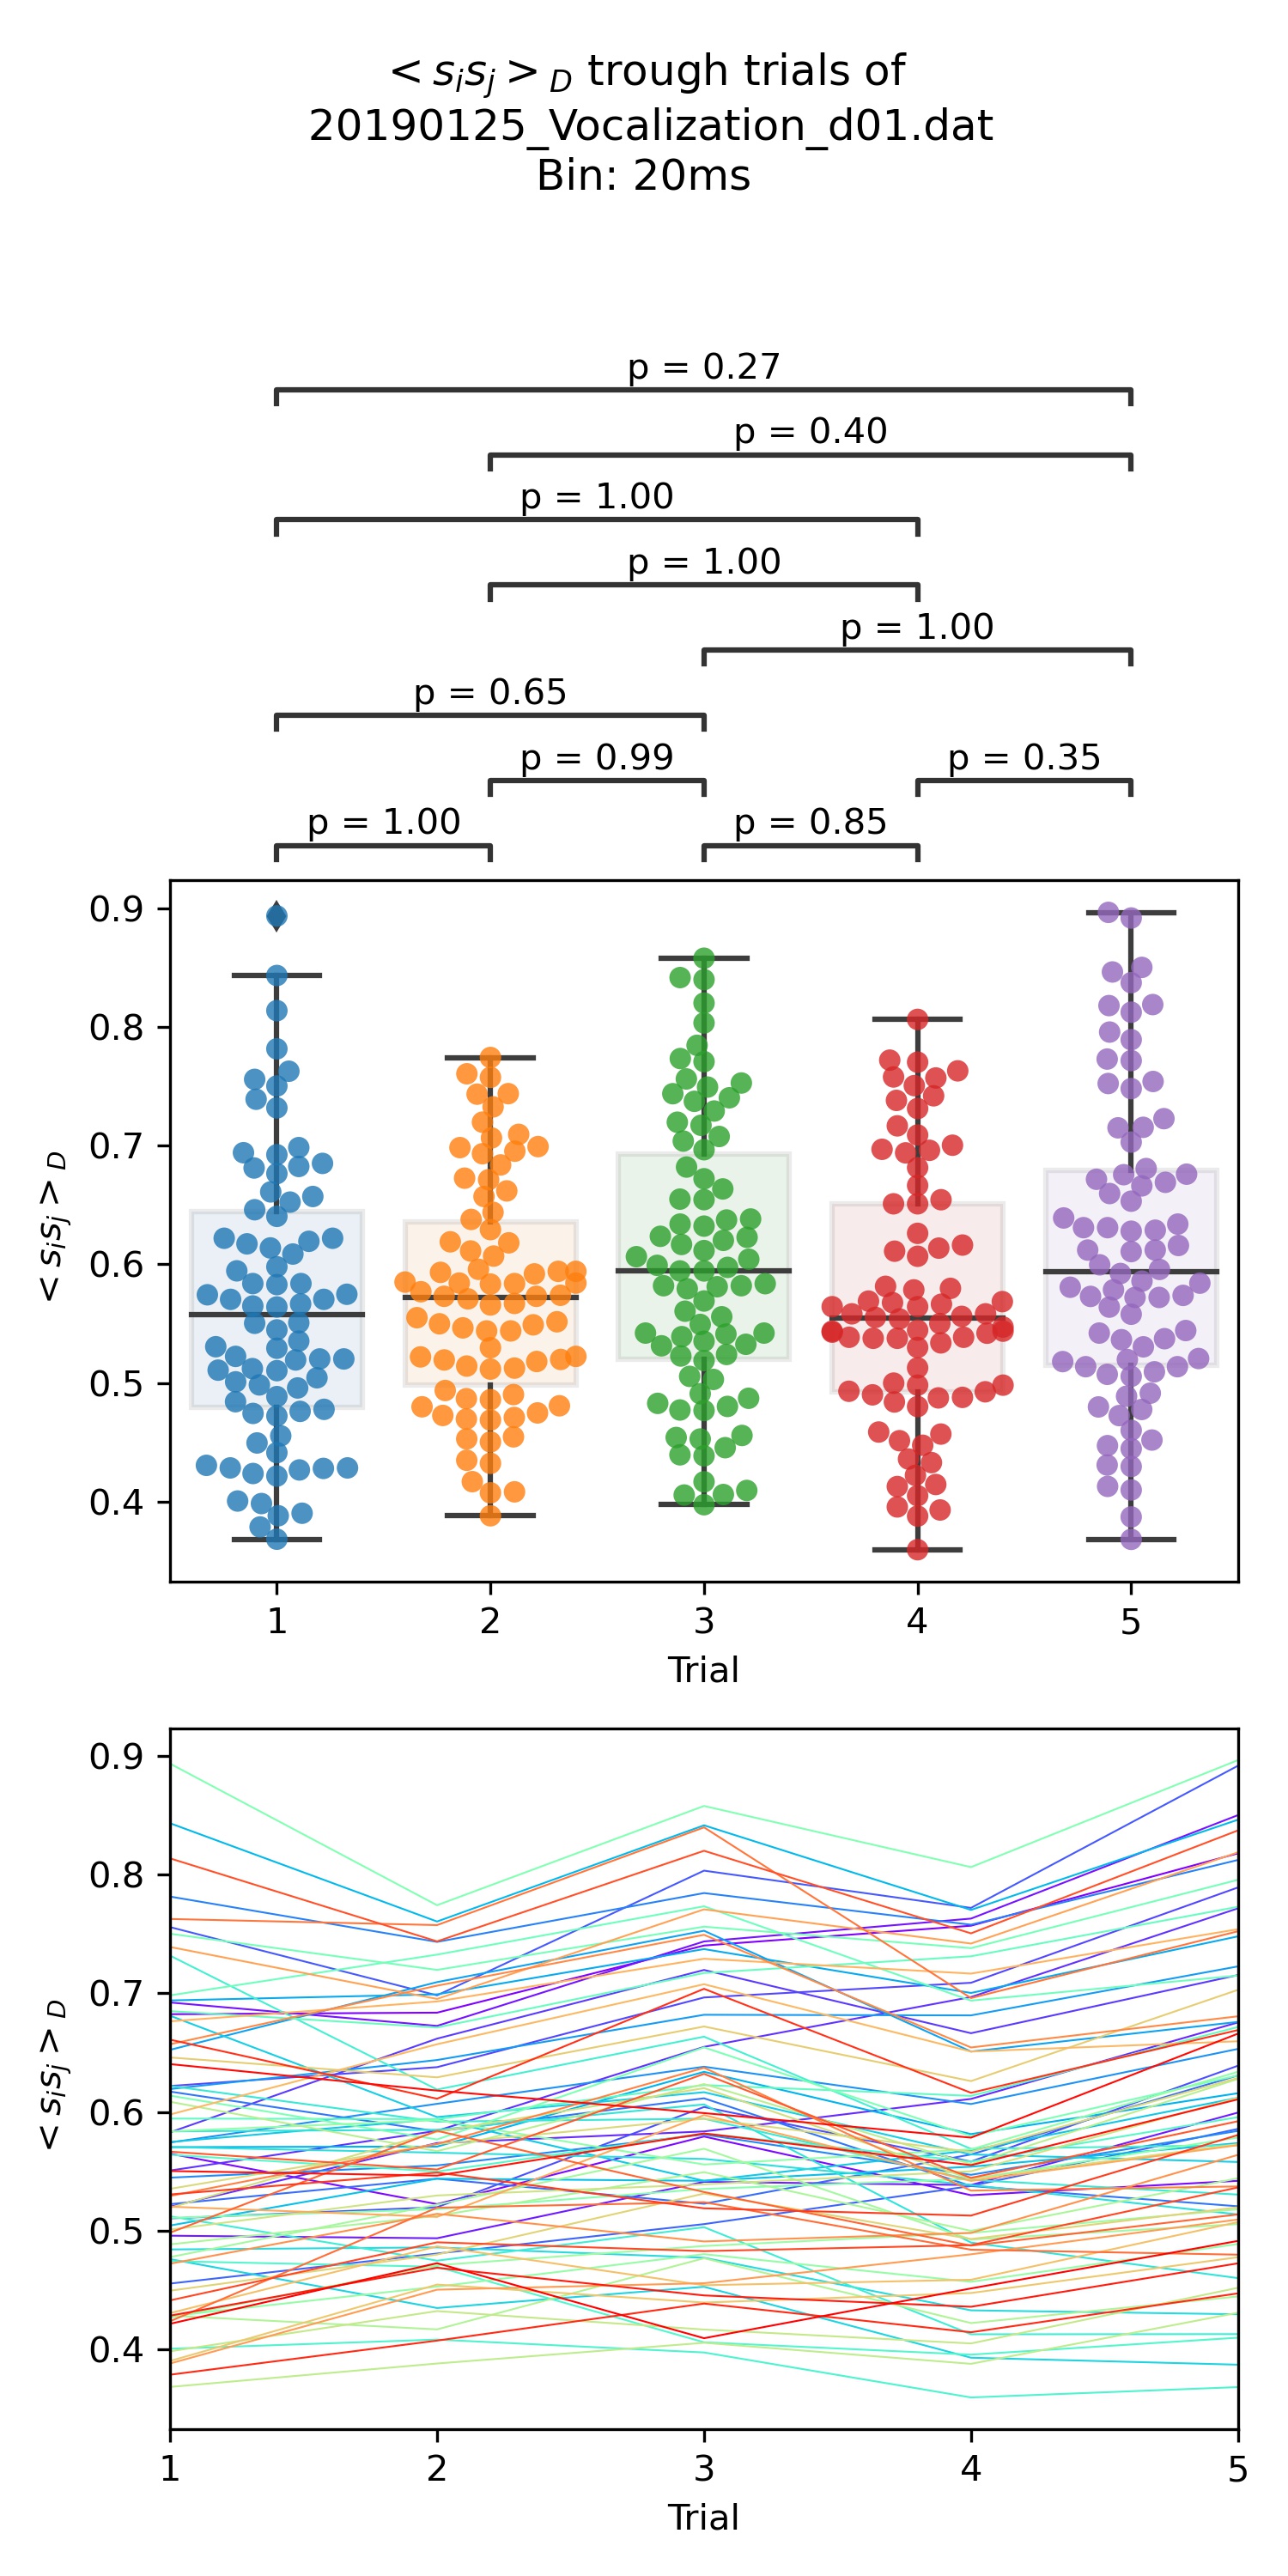 < s_i s_j >_D trough trials of
20190125_Vocalization_d01.dat
Bin: 20ms
p = 0.27
p = 0.40
p = 1.00
p = 1.00
p = 1.00
p = 0.65
p = 0.99
p = 0.35
p = 1.00
p = 0.85
0.9
0.8
0.7
0.6
0.5
0.4
< s_i s_j >_D
1 2 3 4 5
Trial
0.9
0.8
0.7
0.6
0.5
0.4
< s_i s_j >_D
1 2 3 4 5
Trial